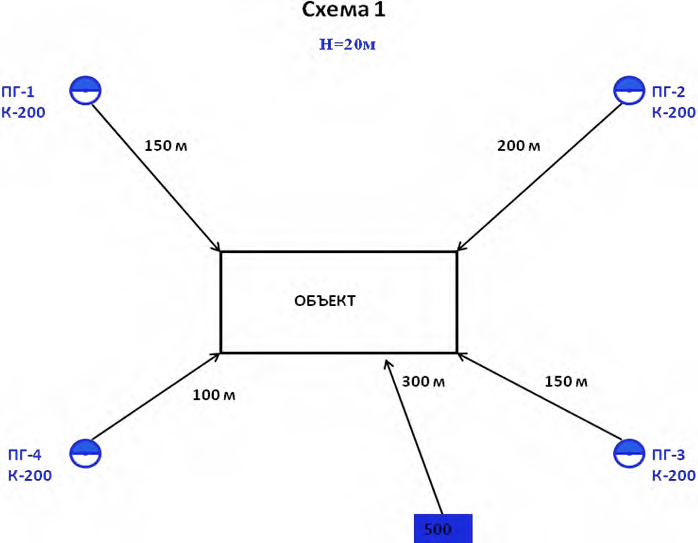 Схема 1
Н=20м
ПГ-1
К-200
ПГ-2
К-200
150 м
200 м
ОБЪЕКТ
100 м
300 м
150 м
ПГ-4
К-200
ПГ-3
К-200
500